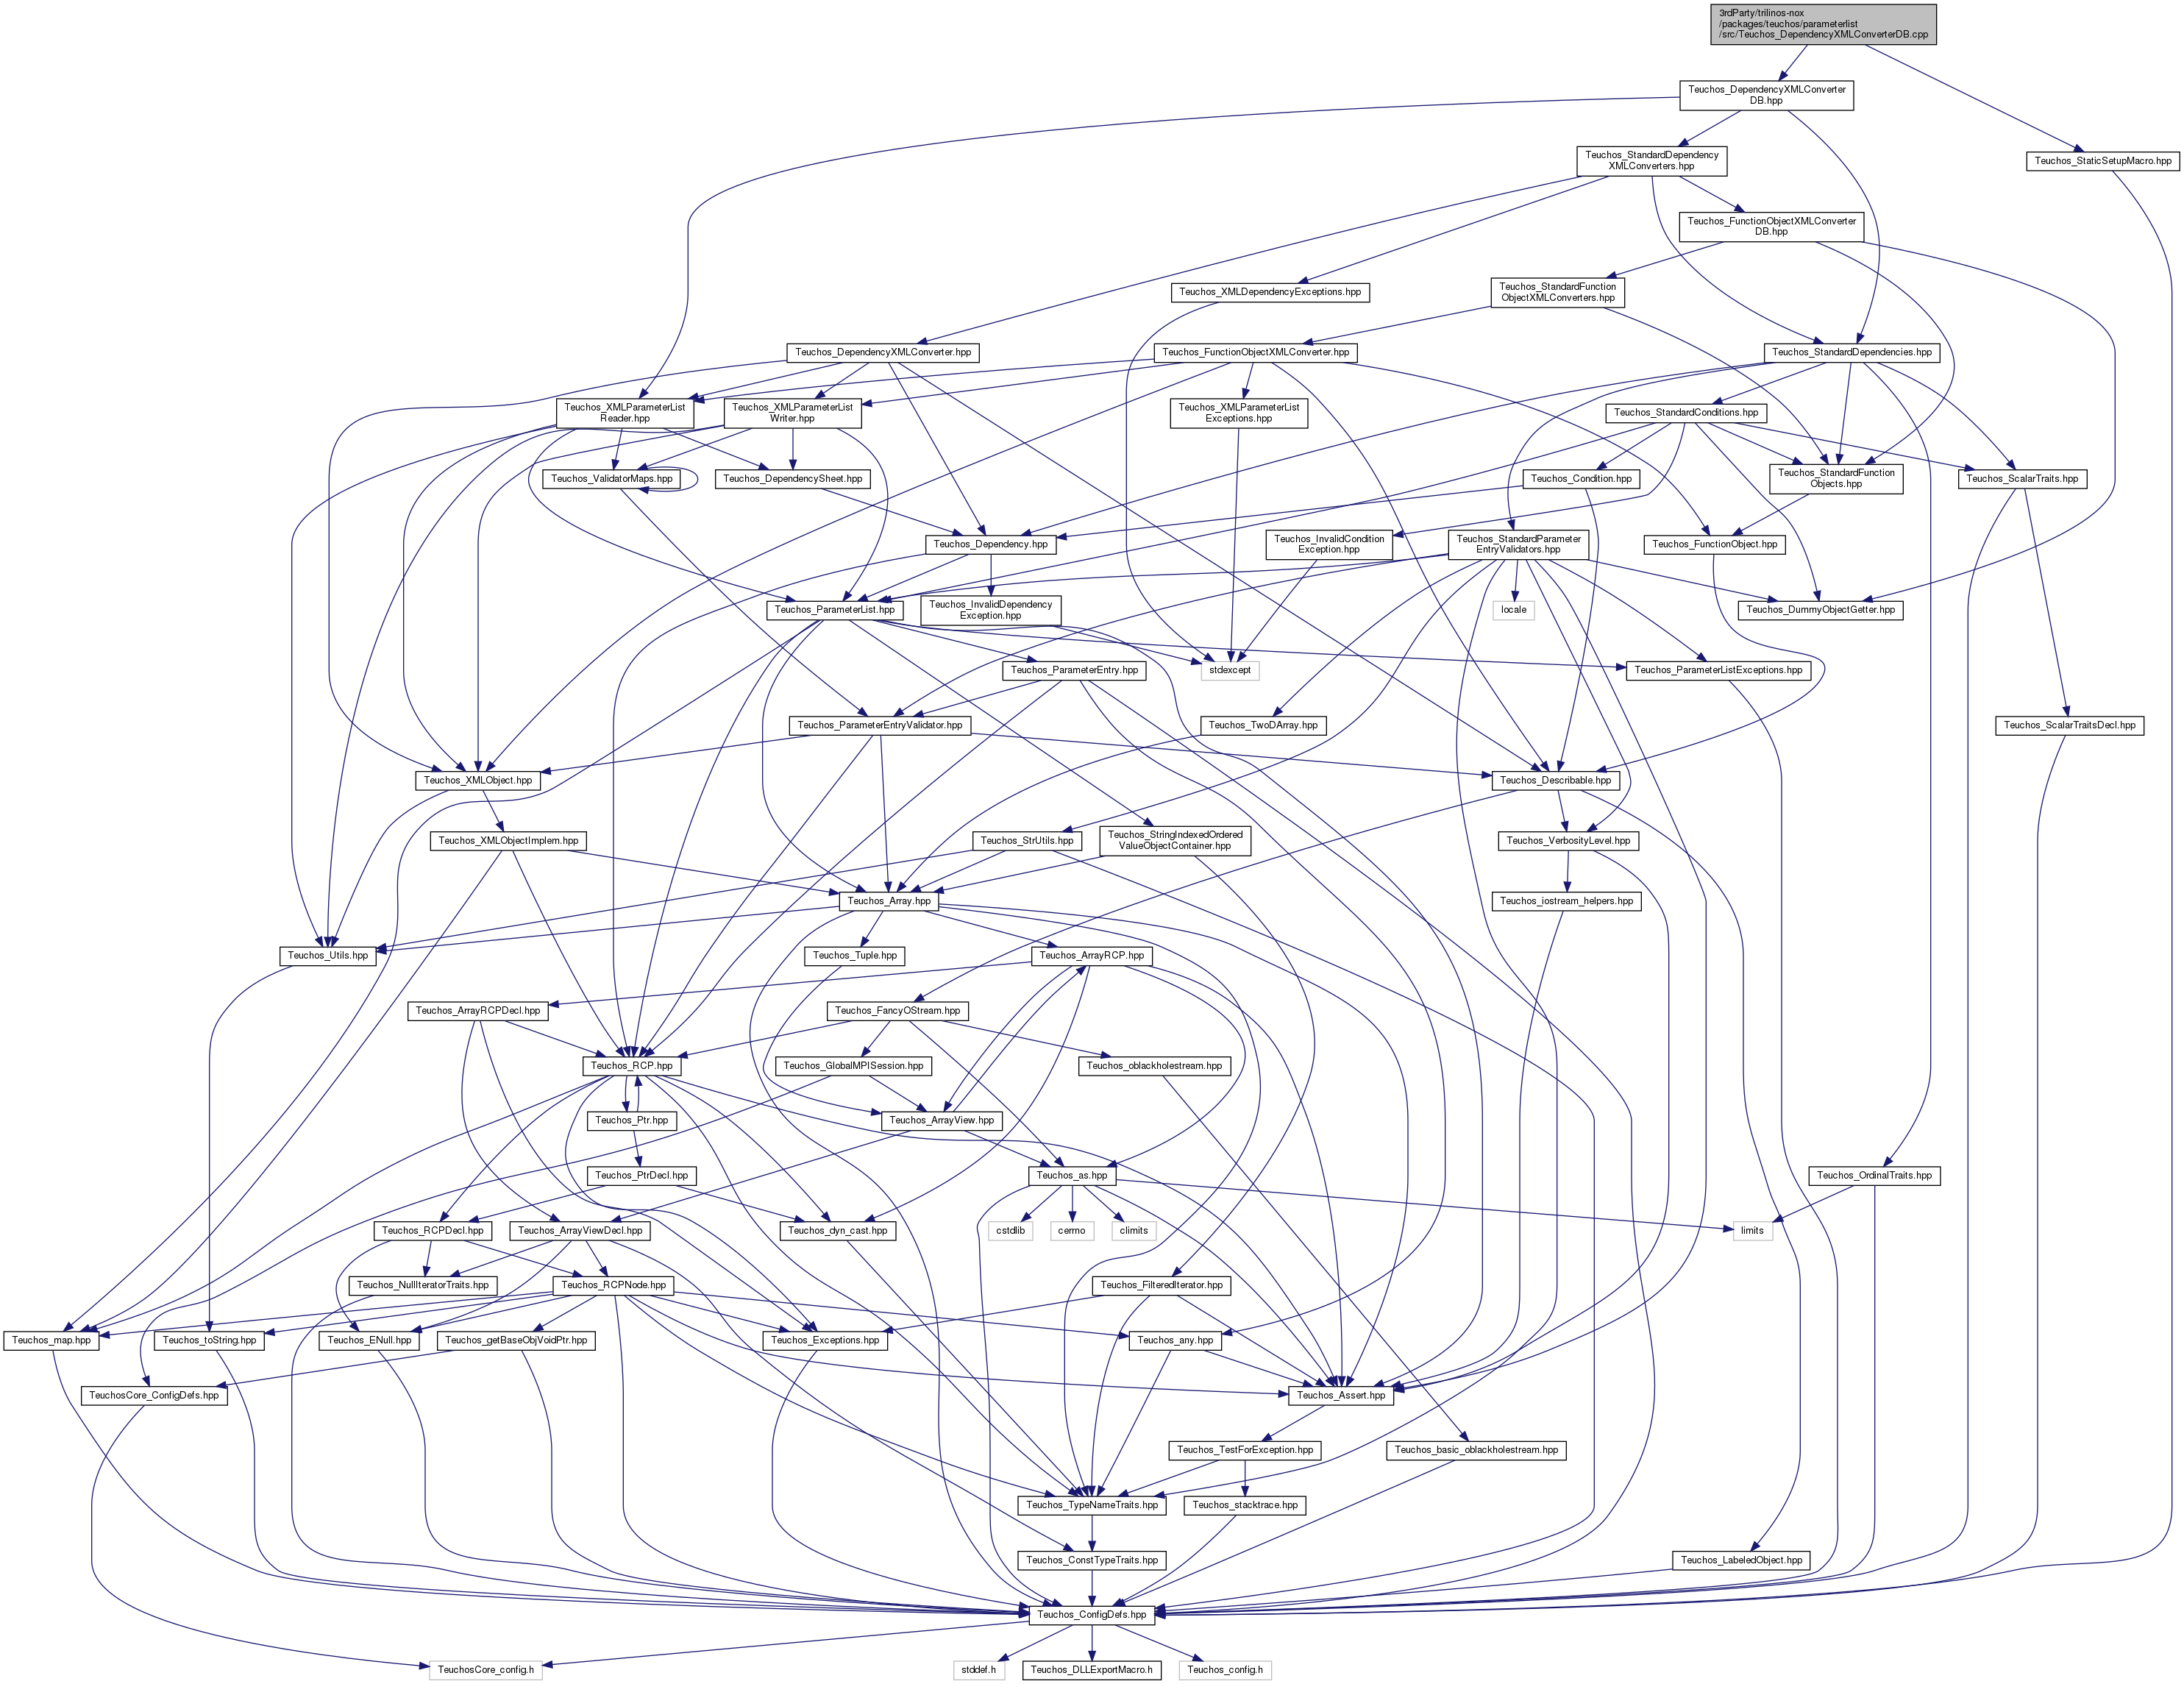 3rdParty/trilinos-nox
/packages/teuchos/parameterlist
/src/Teuchos_DependencyXMLConverterDB.cpp
Teuchos_DependencyXMLConverter
DB.hpp
Teuchos_StandardDependency
XMLConverters.hpp
Teuchos_StaticSetupMacro.hpp
Teuchos_FunctionObjectXMLConverter
DB.hpp
Teuchos_XMLDependencyExceptions.hpp
Teuchos_StandardFunction
ObjectXMLConverters.hpp
Teuchos_DependencyXMLConverter.hpp
Teuchos_FunctionObjectXMLConverter.hpp
Teuchos_StandardDependencies.hpp
Teuchos_XMLParameterList
Reader.hpp
Teuchos_XMLParameterList
Writer.hpp
Teuchos_XMLParameterList
Exceptions.hpp
Teuchos_StandardConditions.hpp
Teuchos_ValidatorMaps.hpp
Teuchos_DependencySheet.hpp
Teuchos_Condition.hpp
Teuchos_StandardFunction
Objects.hpp
Teuchos_ScalarTraits.hpp
Teuchos_Dependency.hpp
Teuchos_InvalidCondition
Exception.hpp
Teuchos_StandardParameter
EntryValidators.hpp
Teuchos_FunctionObject.hpp
Teuchos_ParameterList.hpp
Teuchos_InvalidDependency
Exception.hpp
locale
Teuchos_DummyObjectGetter.hpp
Teuchos_ParameterEntry.hpp
stdexcept
Teuchos_ParameterListExceptions.hpp
Teuchos_ParameterEntryValidator.hpp
Teuchos_TwoDArray.hpp
Teuchos_ScalarTraitsDecl.hpp
Teuchos_XMLObject.hpp
Teuchos_Describable.hpp
Teuchos_XMLObjectImplem.hpp
Teuchos_StrUtils.hpp
Teuchos_StringIndexedOrdered
ValueObjectContainer.hpp
Teuchos_VerbosityLevel.hpp
Teuchos_Array.hpp
Teuchos_iostream_helpers.hpp
Teuchos_Utils.hpp
Teuchos_Tuple.hpp
Teuchos_ArrayRCP.hpp
Teuchos_ArrayRCPDecl.hpp
Teuchos_FancyOStream.hpp
Teuchos_RCP.hpp
Teuchos_GlobalMPISession.hpp
Teuchos_oblackholestream.hpp
Teuchos_Ptr.hpp
Teuchos_ArrayView.hpp
Teuchos_PtrDecl.hpp
Teuchos_as.hpp
Teuchos_OrdinalTraits.hpp
Teuchos_RCPDecl.hpp
Teuchos_ArrayViewDecl.hpp
Teuchos_dyn_cast.hpp
cstdlib
cerrno
climits
limits
Teuchos_NullIteratorTraits.hpp
Teuchos_RCPNode.hpp
Teuchos_FilteredIterator.hpp
Teuchos_map.hpp
Teuchos_toString.hpp
Teuchos_ENull.hpp
Teuchos_getBaseObjVoidPtr.hpp
Teuchos_Exceptions.hpp
Teuchos_any.hpp
TeuchosCore_ConfigDefs.hpp
Teuchos_Assert.hpp
Teuchos_TestForException.hpp
Teuchos_basic_oblackholestream.hpp
Teuchos_TypeNameTraits.hpp
Teuchos_stacktrace.hpp
Teuchos_ConstTypeTraits.hpp
Teuchos_LabeledObject.hpp
Teuchos_ConfigDefs.hpp
TeuchosCore_config.h
stddef.h
Teuchos_DLLExportMacro.h
Teuchos_config.h